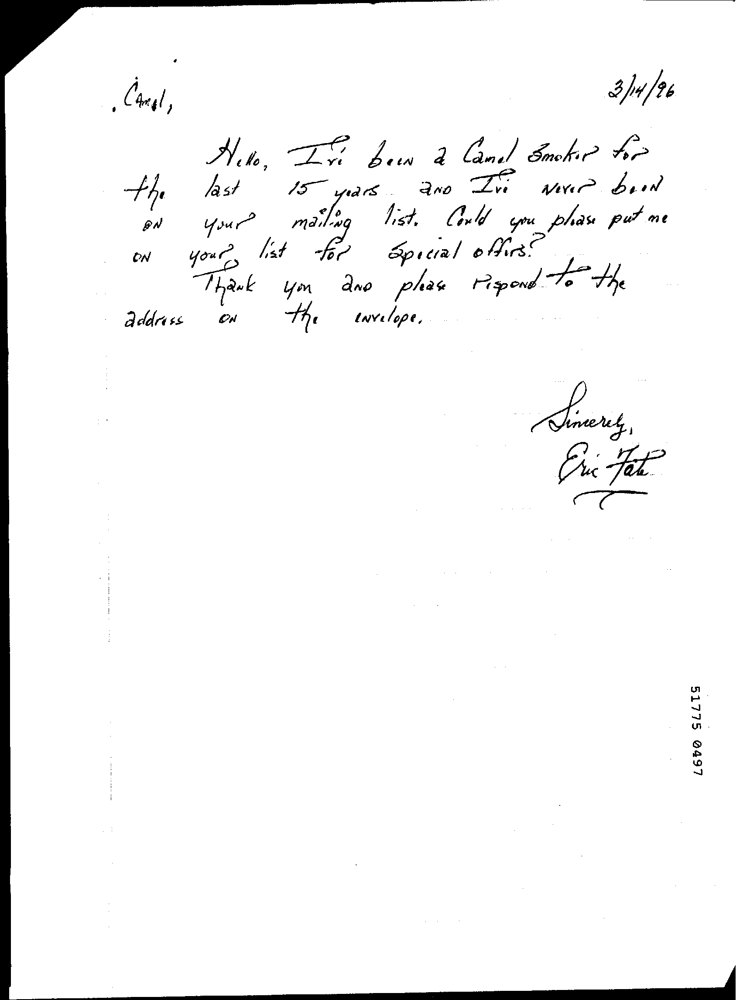 3/14/96
Camel,
Hello, I've been a Camel Smoker for
the last 15 years and I've never been
on your mailing list. Could you please put me
on your list for special offers?
Thank you and please respond to the
address on the envelope.
Sincerely,
Eric Tate
51775 0497